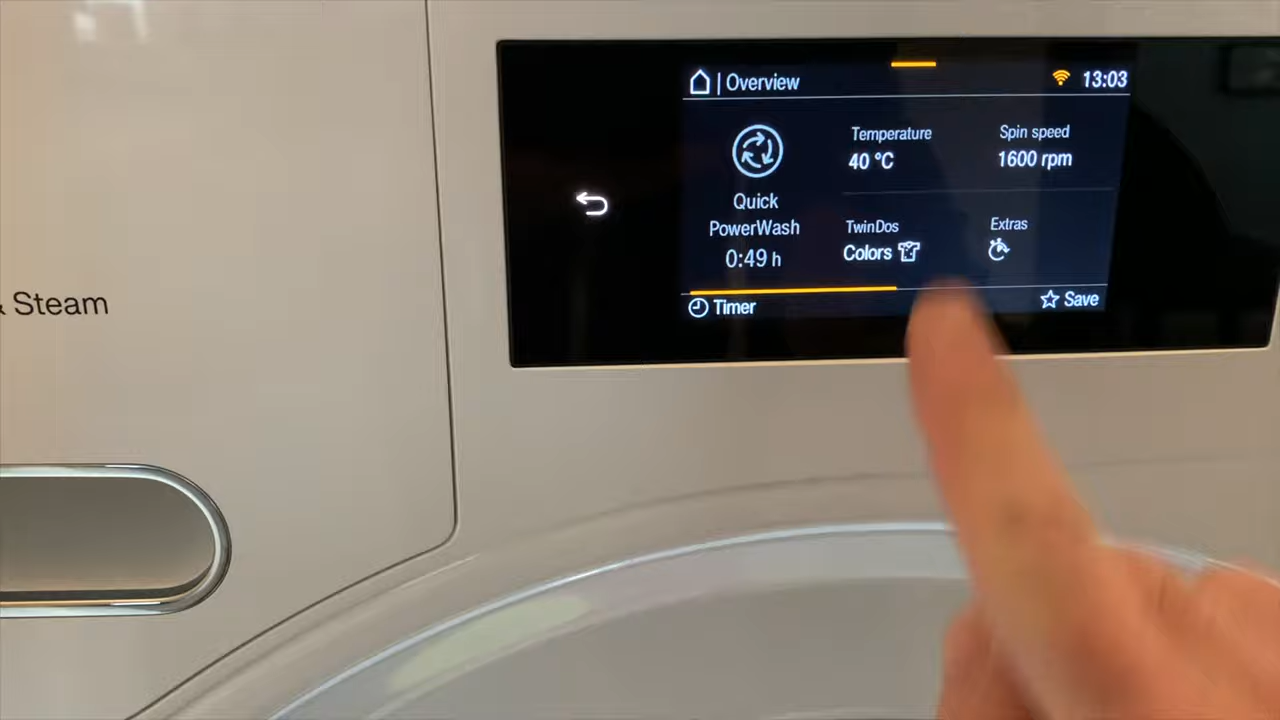 & Steam
| Overview
13:03
Quick
PowerWash
0:49 h
Temperature
40 °C
Spin speed
1600 rpm
TwinDos
Colors
Extras
Timer
Save